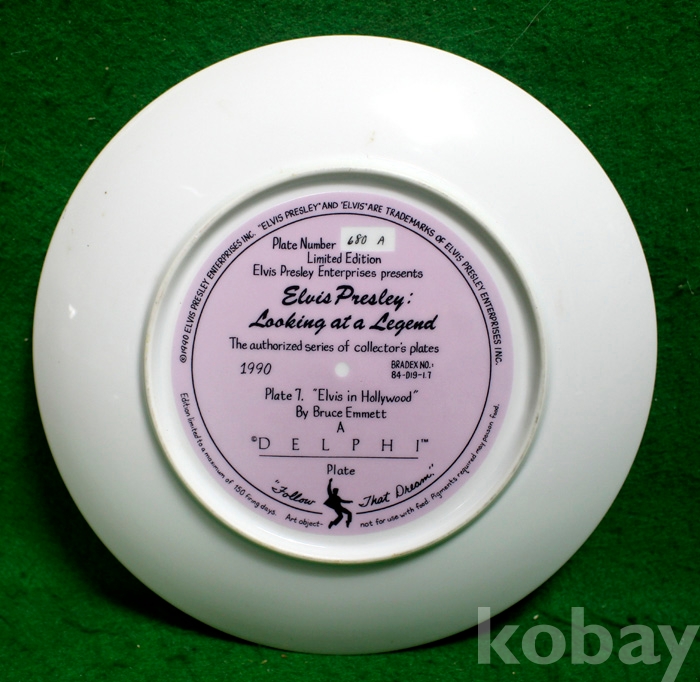 ©1990 ELVIS PRESLEY ENTERPRISES INC. "ELVIS PRESLEY" AND 'ELVIS' ARE TRADEMARKS OF ELVIS PRESLEY ENTERPRISES INC.
Plate Number 680 A
Limited Edition
Elvis Presley Enterprises presents
Elvis Presley:
Looking at a Legend
The authorized series of collector's plates
1990
BRADEX NO.:
84-D19-1.7
Plate 7. "Elvis in Hollywood"
By Bruce Emmett
A
©DELPHI™
Plate
"Follow That Dream."
Edition limited to a maximum of 150 firing days. Art object- not for use with food. Pigments required may poison food.
kobay